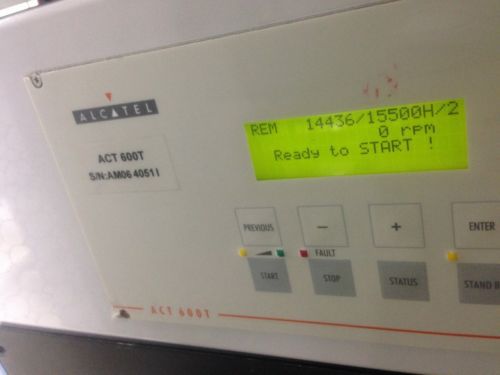 ALCATEL
ACT 600T
S/N:AM06 4051I
REM 14436/15500H/2
0 rpm
Ready to START !
PREVIOUS
−
+
ENTER
FAULT
START
STOP
STATUS
STAND
ACT 600T